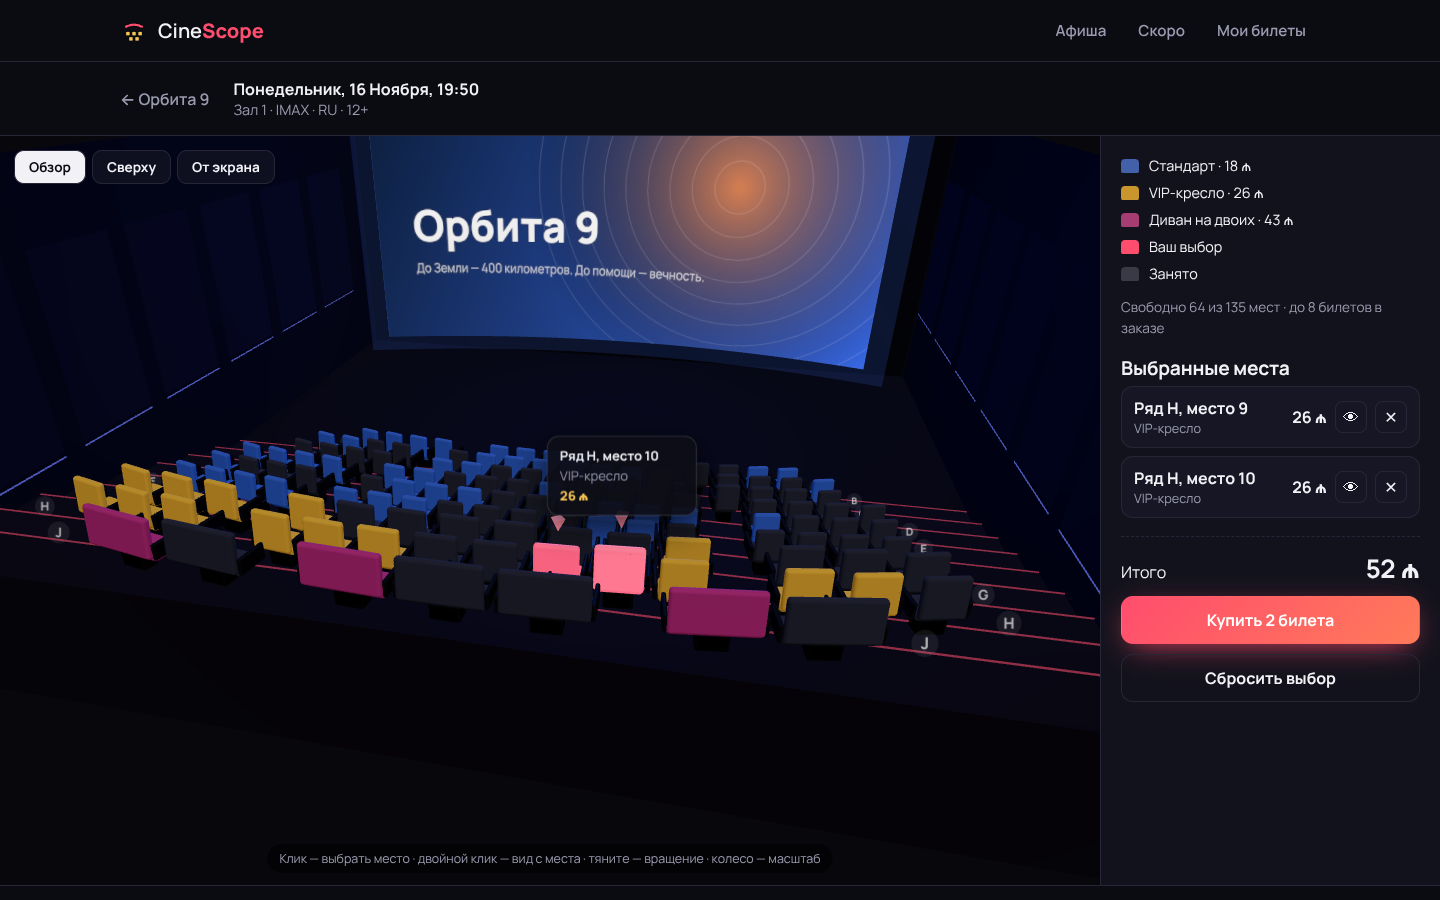 CineScope
Афиша
Скоро
Мои билеты
← Орбита 9
Понедельник, 16 Ноября, 19:50
Зал 1 · IMAX · RU · 12+
Обзор
Сверху
От экрана
Орбита 9
До Земли — 400 километров. До помощи — вечность.
Ряд H, место 10
VIP-кресло
26 ₼
H
J
B
D
E
G
H
J
Клик — выбрать место · двойной клик — вид с места · тяните — вращение · колесо — масштаб
Стандарт · 18 ₼
VIP-кресло · 26 ₼
Диван на двоих · 43 ₼
Ваш выбор
Занято
Свободно 64 из 135 мест · до 8 билетов в
заказе
Выбранные места
Ряд H, место 9
VIP-кресло
26 ₼
✕
Ряд H, место 10
VIP-кресло
26 ₼
✕
Итого
52 ₼
Купить 2 билета
Сбросить выбор